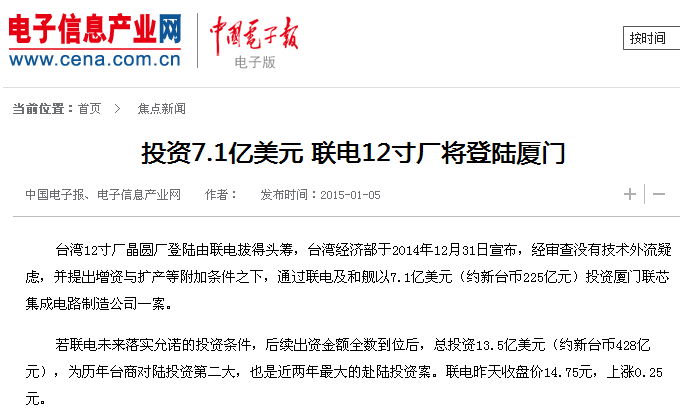 电子信息产业网
www.cena.com.cn
中国电子报
电子版
按时间
当前位置：首页 > 焦点新闻
投资7.1亿美元 联电12寸厂将登陆厦门
中国电子报、电子信息产业网 作者： 发布时间：2015-01-05
台湾12寸厂晶圆厂登陆由联电拔得头筹，台湾经济部于2014年12月31日宣布，经审查没有技术外流疑
虑，并提出增资与扩产等附加条件之下，通过联电及和舰以7.1亿美元（约新台币225亿元）投资厦门联芯
集成电路制造公司一案。
若联电未来落实允诺的投资条件，后续出资金额全数到位后，总投资13.5亿美元（约新台币428亿
元），为历年台商对陆投资第二大，也是近两年最大的赴陆投资案。联电昨天收盘价14.75元，上涨0.25
元。